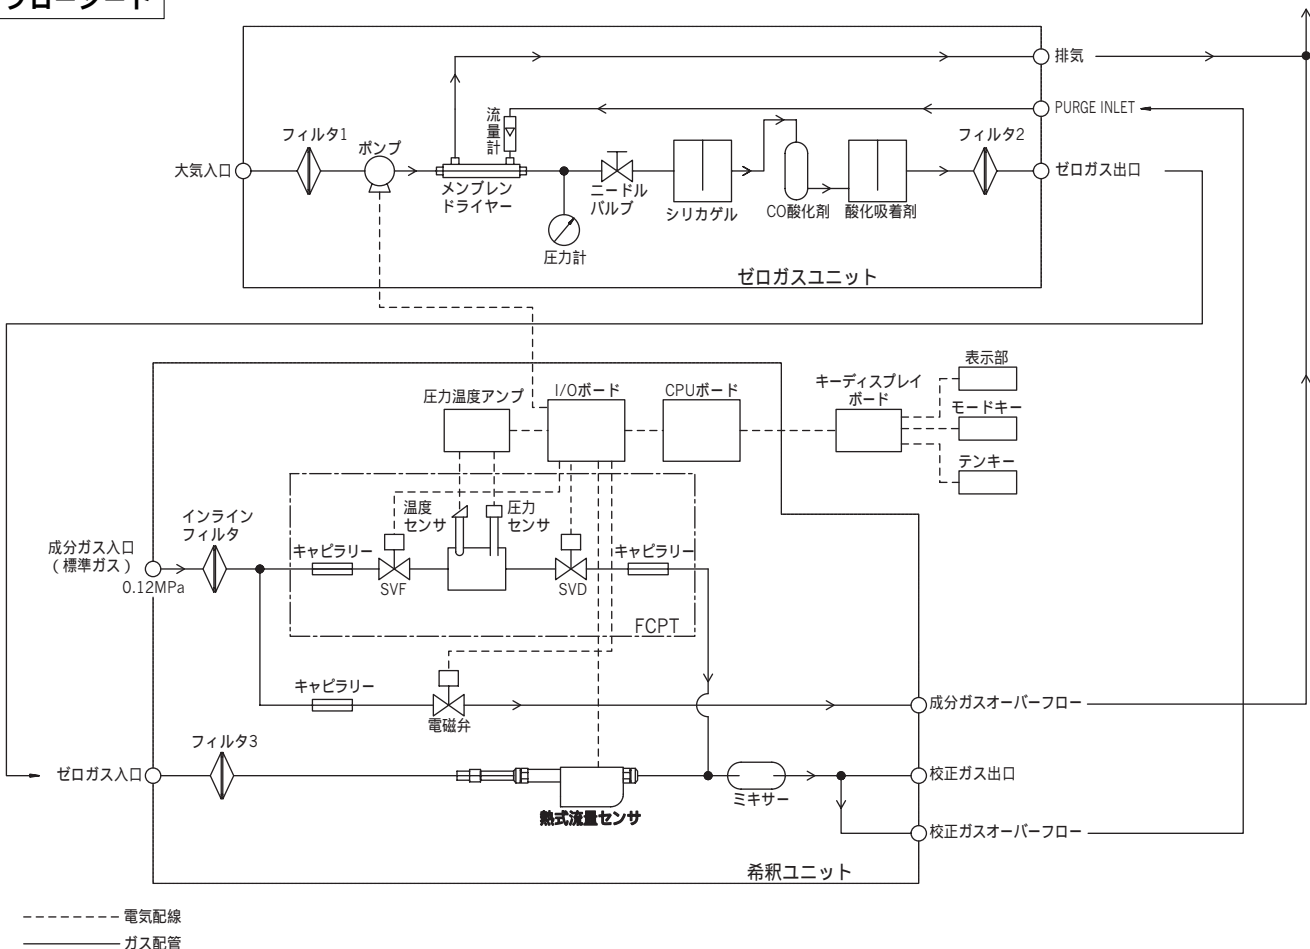 フローシート
排気
PURGE INLET
流
量
計
フィルタ1
ポンプ
フィルタ2
大気入口
メンブレン
ドライヤー
ニードル
バルブ
シリカゲル
CO酸化剤
酸化吸着剤
ゼロガス出口
圧力計
ゼロガスユニット
表示部
圧力温度アンプ
I/Oボード
CPUボード
キーディスプレイ
ボード
モードキー
テンキー
温度
センサ
圧力
センサ
インライン
フィルタ
成分ガス入口
（標準ガス）
0.12MPa
キャピラリー
キャピラリー
SVF
SVD
FCPT
キャピラリー
電磁弁
成分ガスオーバーフロー
フィルタ3
ゼロガス入口
熱式流量センサ
ミキサー
校正ガス出口
校正ガスオーバーフロー
希釈ユニット
電気配線
ガス配管